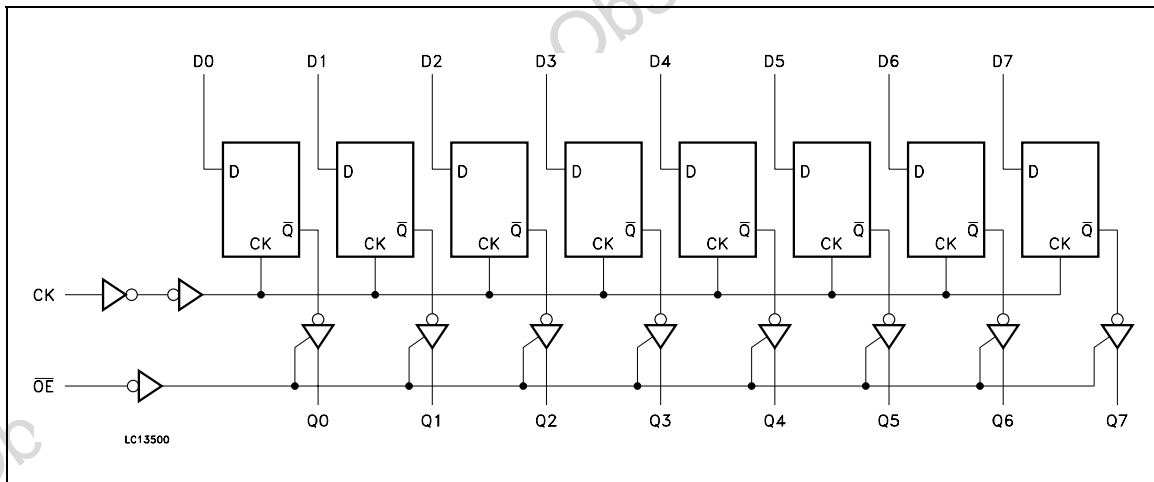 Obs
D0 D1 D2 D3 D4 D5 D6 D7
D D D D D D D D
Q̅ Q̅ Q̅ Q̅ Q̅ Q̅ Q̅ Q̅
CK CK CK CK CK CK CK CK
CK
O̅E̅
Q0 Q1 Q2 Q3 Q4 Q5 Q6 Q7
LC13500